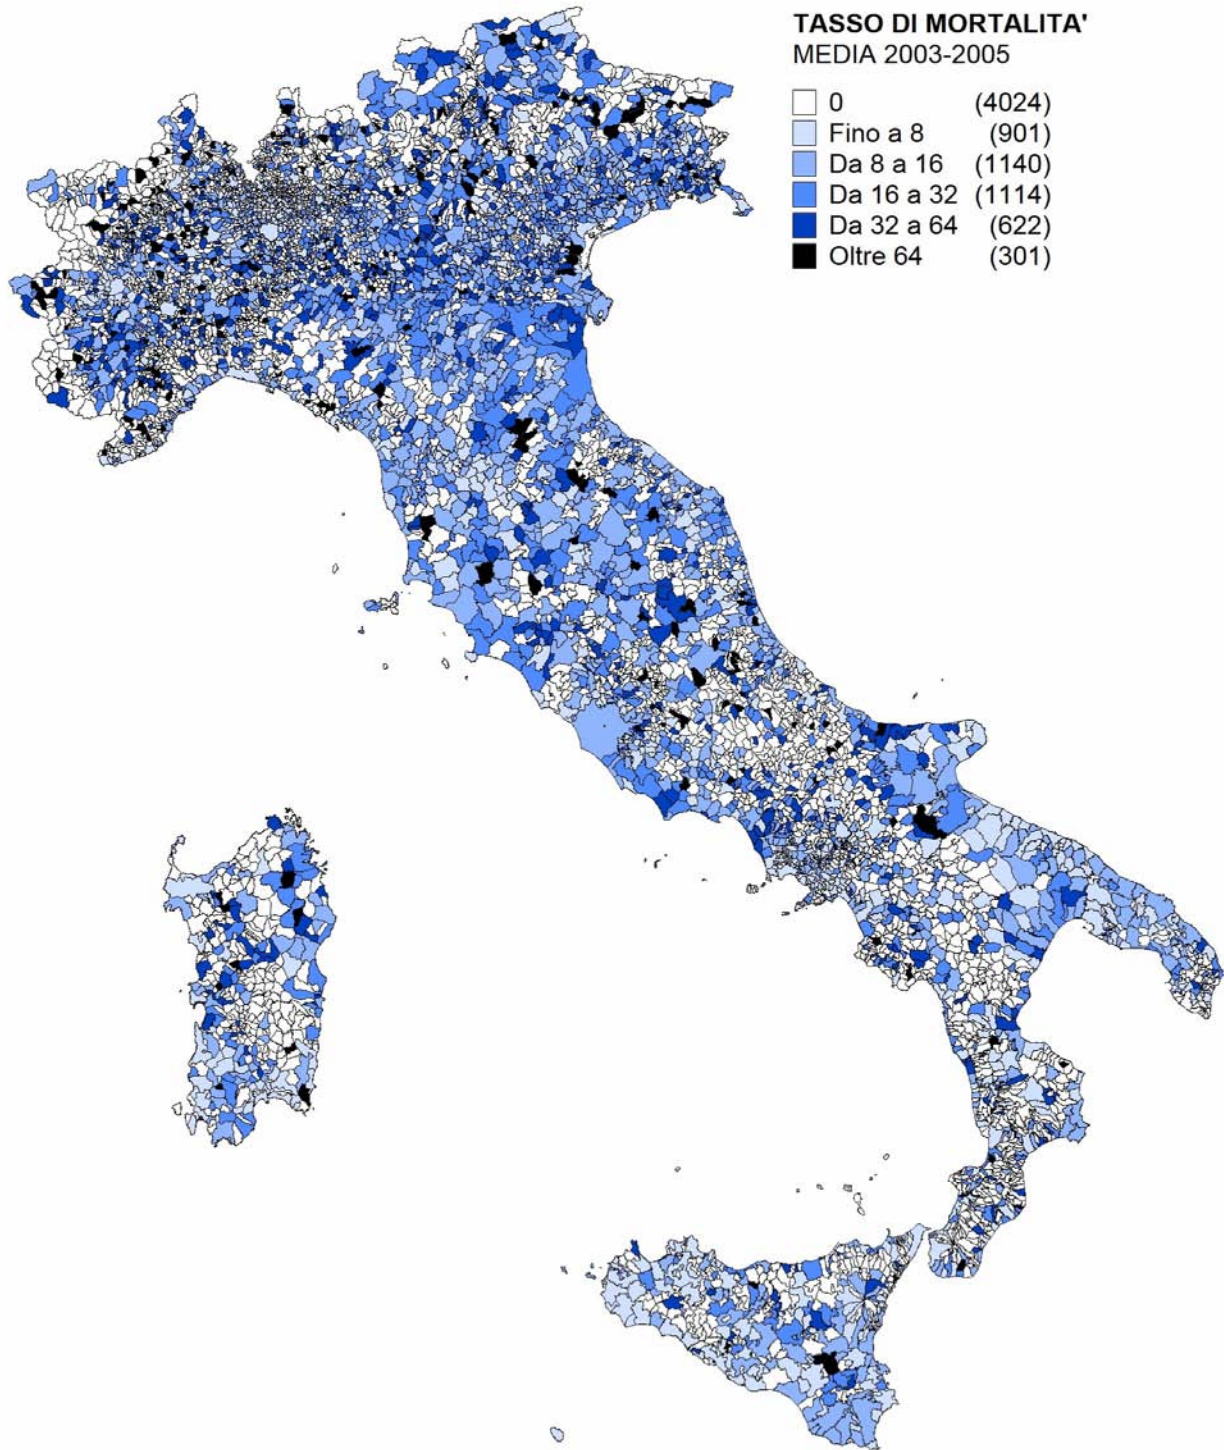 TASSO DI MORTALITA'
MEDIA 2003-2005
0 (4024)
Fino a 8 (901)
Da 8 a 16 (1140)
Da 16 a 32 (1114)
Da 32 a 64 (622)
Oltre 64 (301)